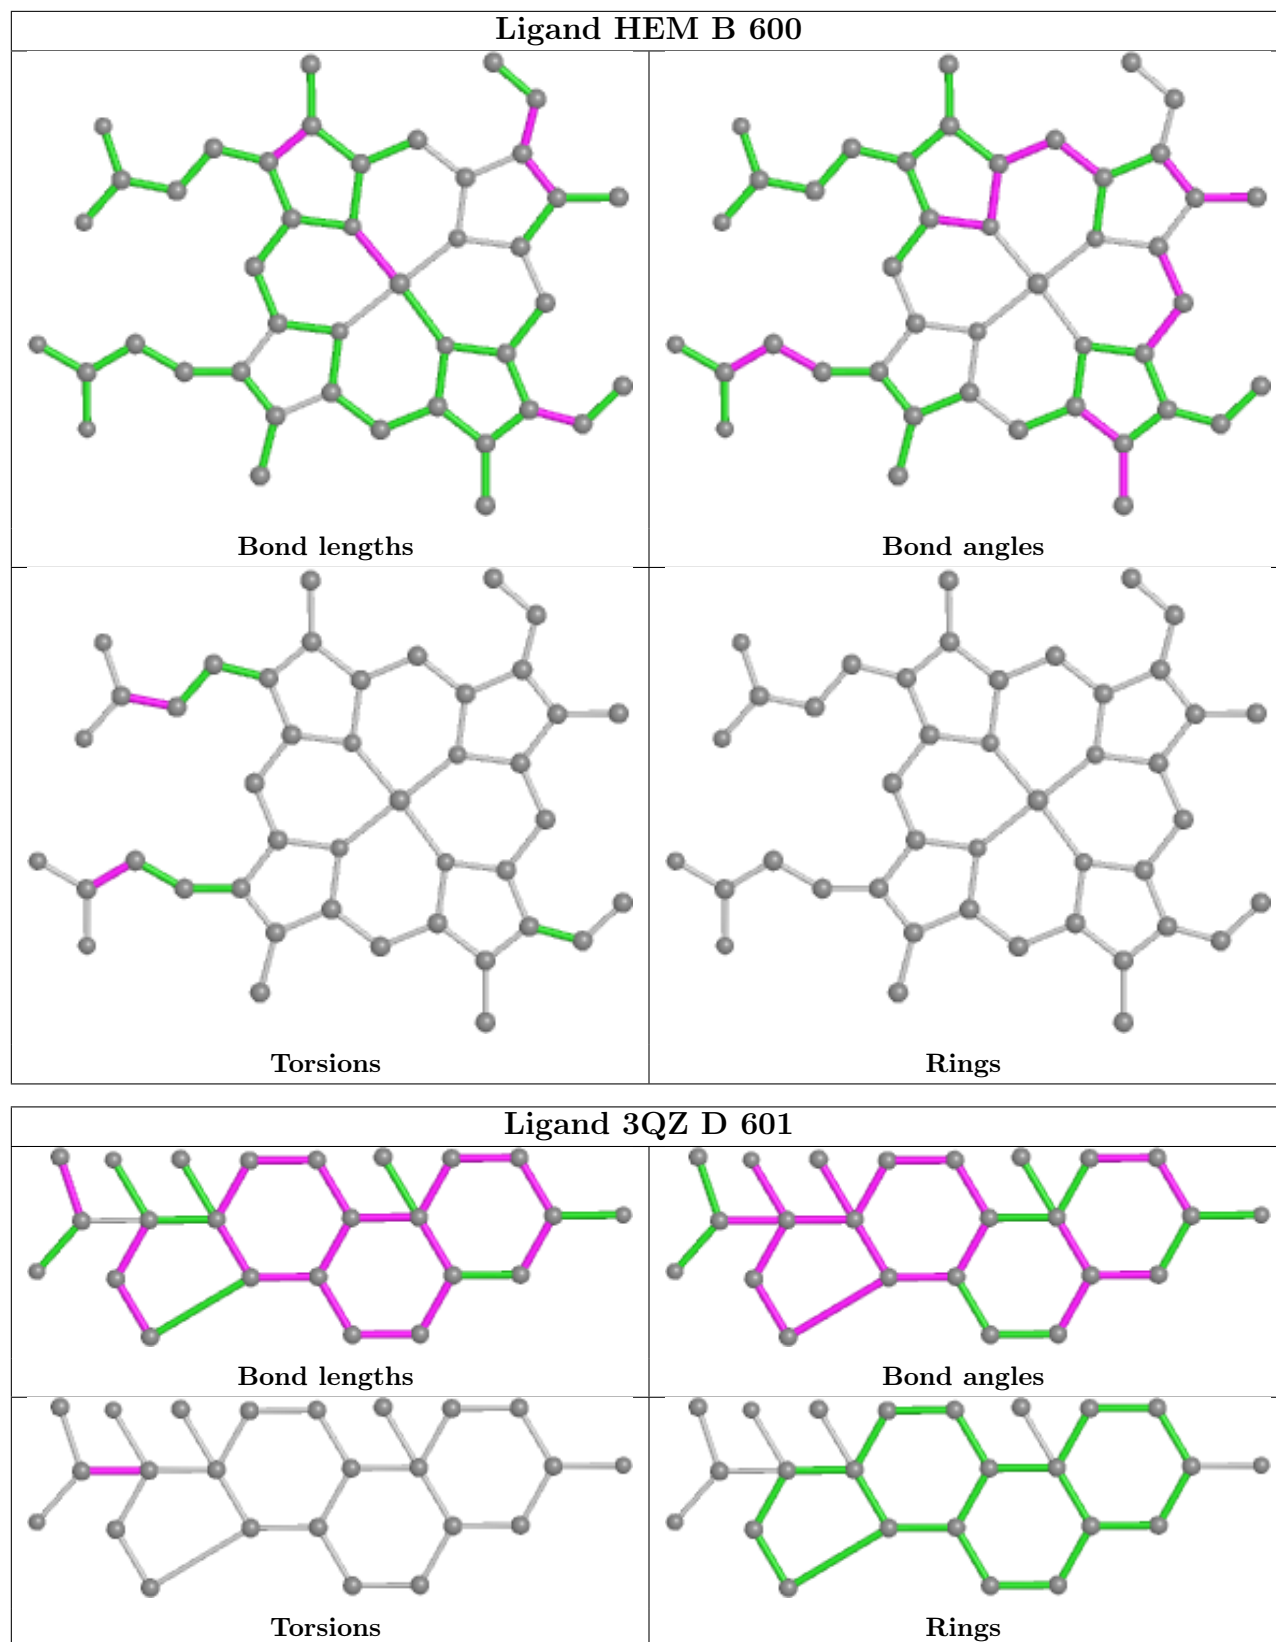 Ligand HEM B 600
Bond lengths
Bond angles
Torsions
Rings
Ligand 3QZ D 601
Bond lengths
Bond angles
Torsions
Rings